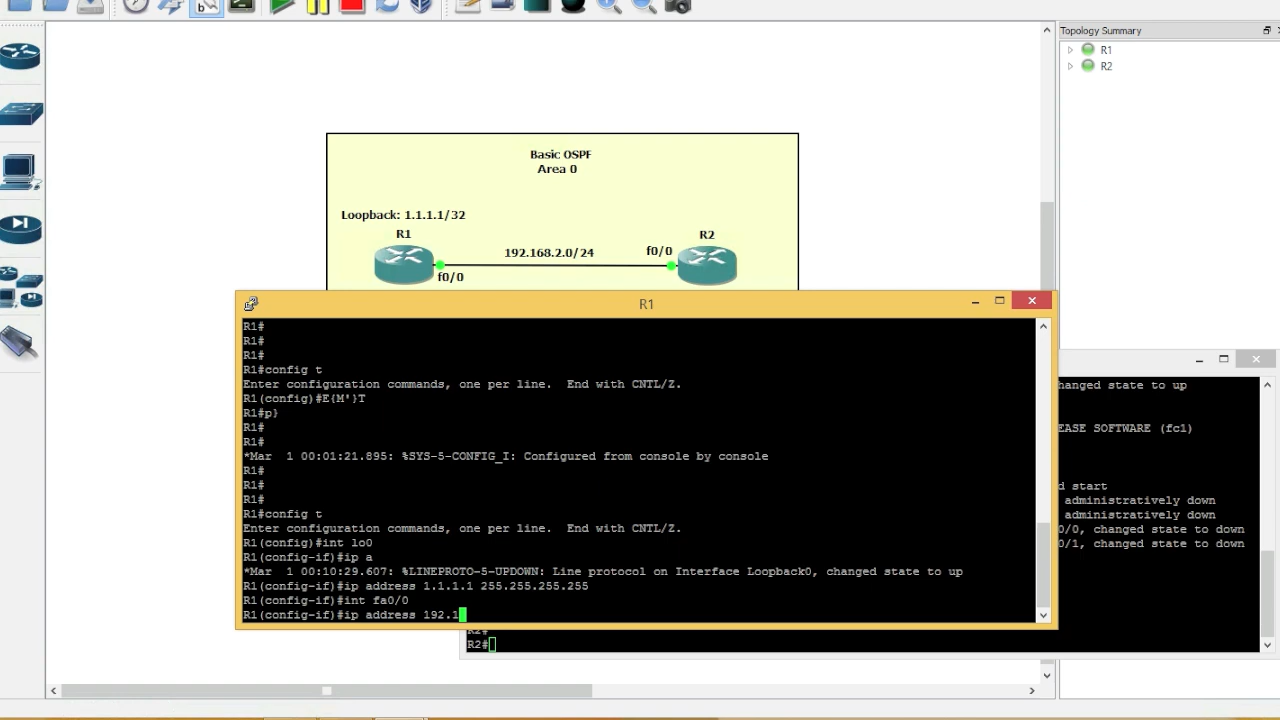 Topology Summary
R1
R2
Basic OSPF
Area 0
Loopback: 1.1.1.1/32
R1
R2
192.168.2.0/24
f0/0
f0/0
R1
R1#
R1#
R1#
R1#config t
Enter configuration commands, one per line.  End with CNTL/Z.
R1(config)#E{M'}T
R1#p}
R1#
R1#
*Mar  1 00:01:21.895: %SYS-5-CONFIG_I: Configured from console by console
R1#
R1#
R1#
R1#config t
Enter configuration commands, one per line.  End with CNTL/Z.
R1(config)#int lo0
R1(config-if)#ip a
*Mar  1 00:10:29.607: %LINEPROTO-5-UPDOWN: Line protocol on Interface Loopback0, changed state to up
R1(config-if)#ip address 1.1.1.1 255.255.255.255
R1(config-if)#int fa0/0
R1(config-if)#ip address 192.1
hanged state to up
EASE SOFTWARE (fc1)
d start
administratively down
administratively down
0/0, changed state to down
0/1, changed state to down
R2#
R2#